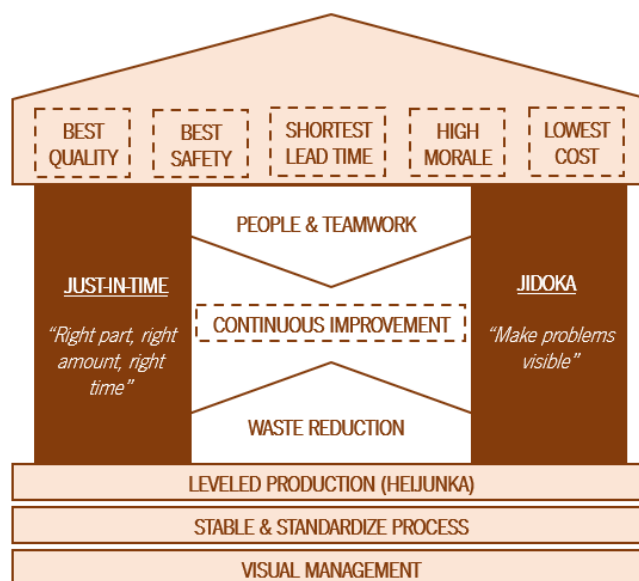 BEST
QUALITY
BEST
SAFETY
SHORTEST
LEAD TIME
HIGH
MORALE
LOWEST
COST
PEOPLE & TEAMWORK
JUST-IN-TIME
"Right part, right
amount, right
time"
CONTINUOUS IMPROVEMENT
JIDOKA
"Make problems
visible"
WASTE REDUCTION
LEVELED PRODUCTION (HEIJUNKA)
STABLE & STANDARDIZE PROCESS
VISUAL MANAGEMENT